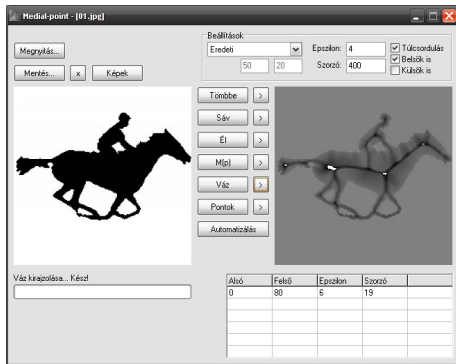 Medial-point - [01.jpg]
Megnyitás...
Mentés... x Képek
Beállítások
Eredeti
50 20
Epszilon: 4
Szorzó: 400
Túlcsordulás
Belsők is
Külsők is
Tömbbe >
Sáv >
Él >
M(p) >
Váz >
Pontok >
Automatizálás
Váz kirajzolása... Kész!
Alsó Felső Epszilon Szorzó
0 80 6 19